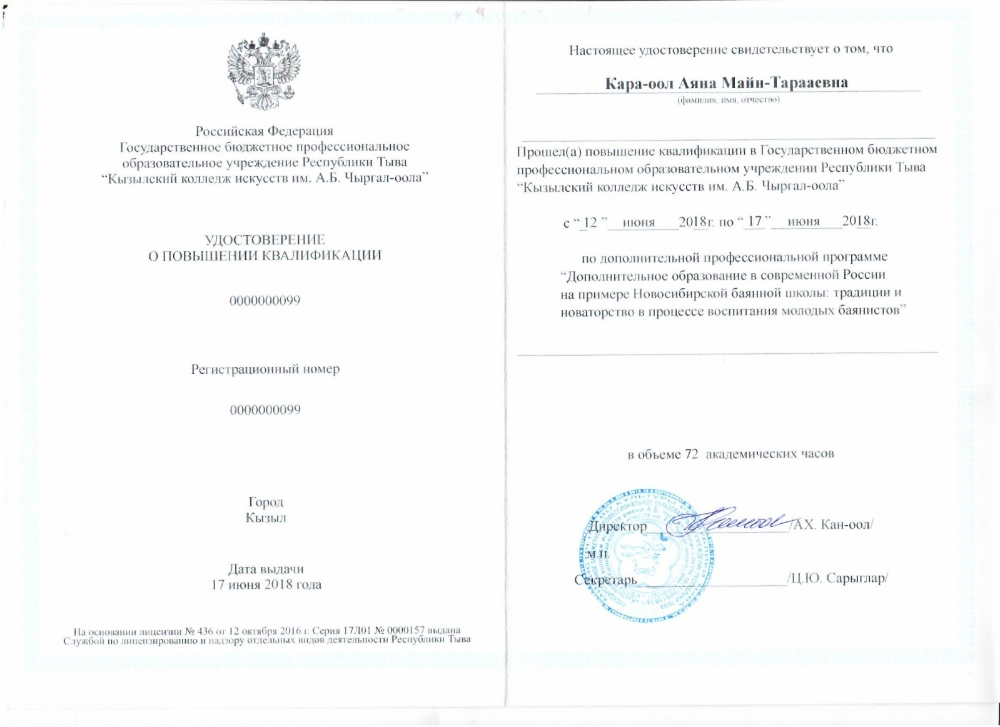 Российская Федерация
Государственное бюджетное профессиональное
образовательное учреждение Республики Тыва
“Кызылский колледж искусств им. А.Б. Чыргал-оола”
УДОСТОВЕРЕНИЕ
О ПОВЫШЕНИИ КВАЛИФИКАЦИИ
0000000099
Регистрационный номер
0000000099
Город
Кызыл
Дата выдачи
17 июня 2018 года
На основании лицензии № 436 от 12 октября 2016 г. Серия 17Л01 № 0000157 выдана
Службой по лицензированию и надзору отдельных видов деятельности Республики Тыва
Настоящее удостоверение свидетельствует о том, что
Кара-оол Аяна Майн-Тарааевна
(фамилия, имя, отчество)
Прошел(а) повышение квалификации в Государственном бюджетном
профессиональном образовательном учреждении Республики Тыва
“Кызылский колледж искусств им. А.Б. Чыргал-оола”
с “ 12 ” июня 2018г. по “ 17 ” июня 2018г.
по дополнительной профессиональной программе
“Дополнительное образование в современной России
на примере Новосибирской баянной школы: традиции и
новаторство в процессе воспитания молодых баянистов”
в объеме 72 академических часов
Директор /АХ. Кан-оол/
м.п.
Секретарь /Ц.Ю. Сарыглар/